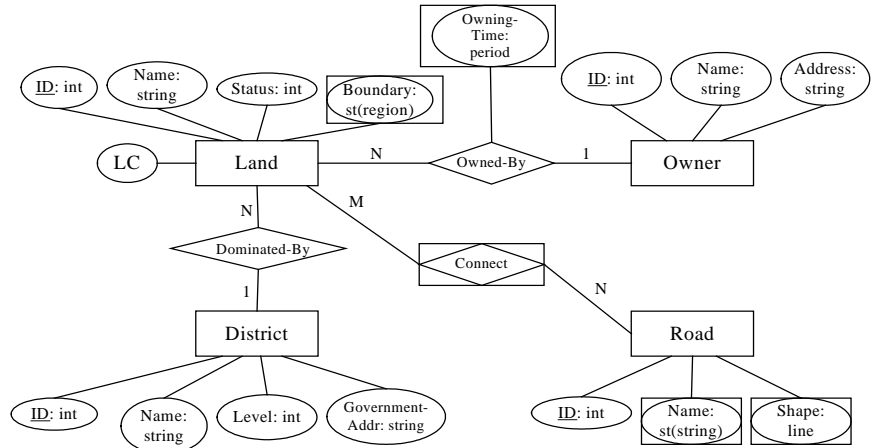 Owning-
Time:
period
ID: int
Name:
string
Status: int
Boundary:
st(region)
ID: int
Name:
string
Address:
string
LC
Land
N
Owned-By
1
Owner
N
M
Dominated-By
Connect
1
N
District
Road
ID: int
Name:
string
Level: int
Government-
Addr: string
ID: int
Name:
st(string)
Shape:
line